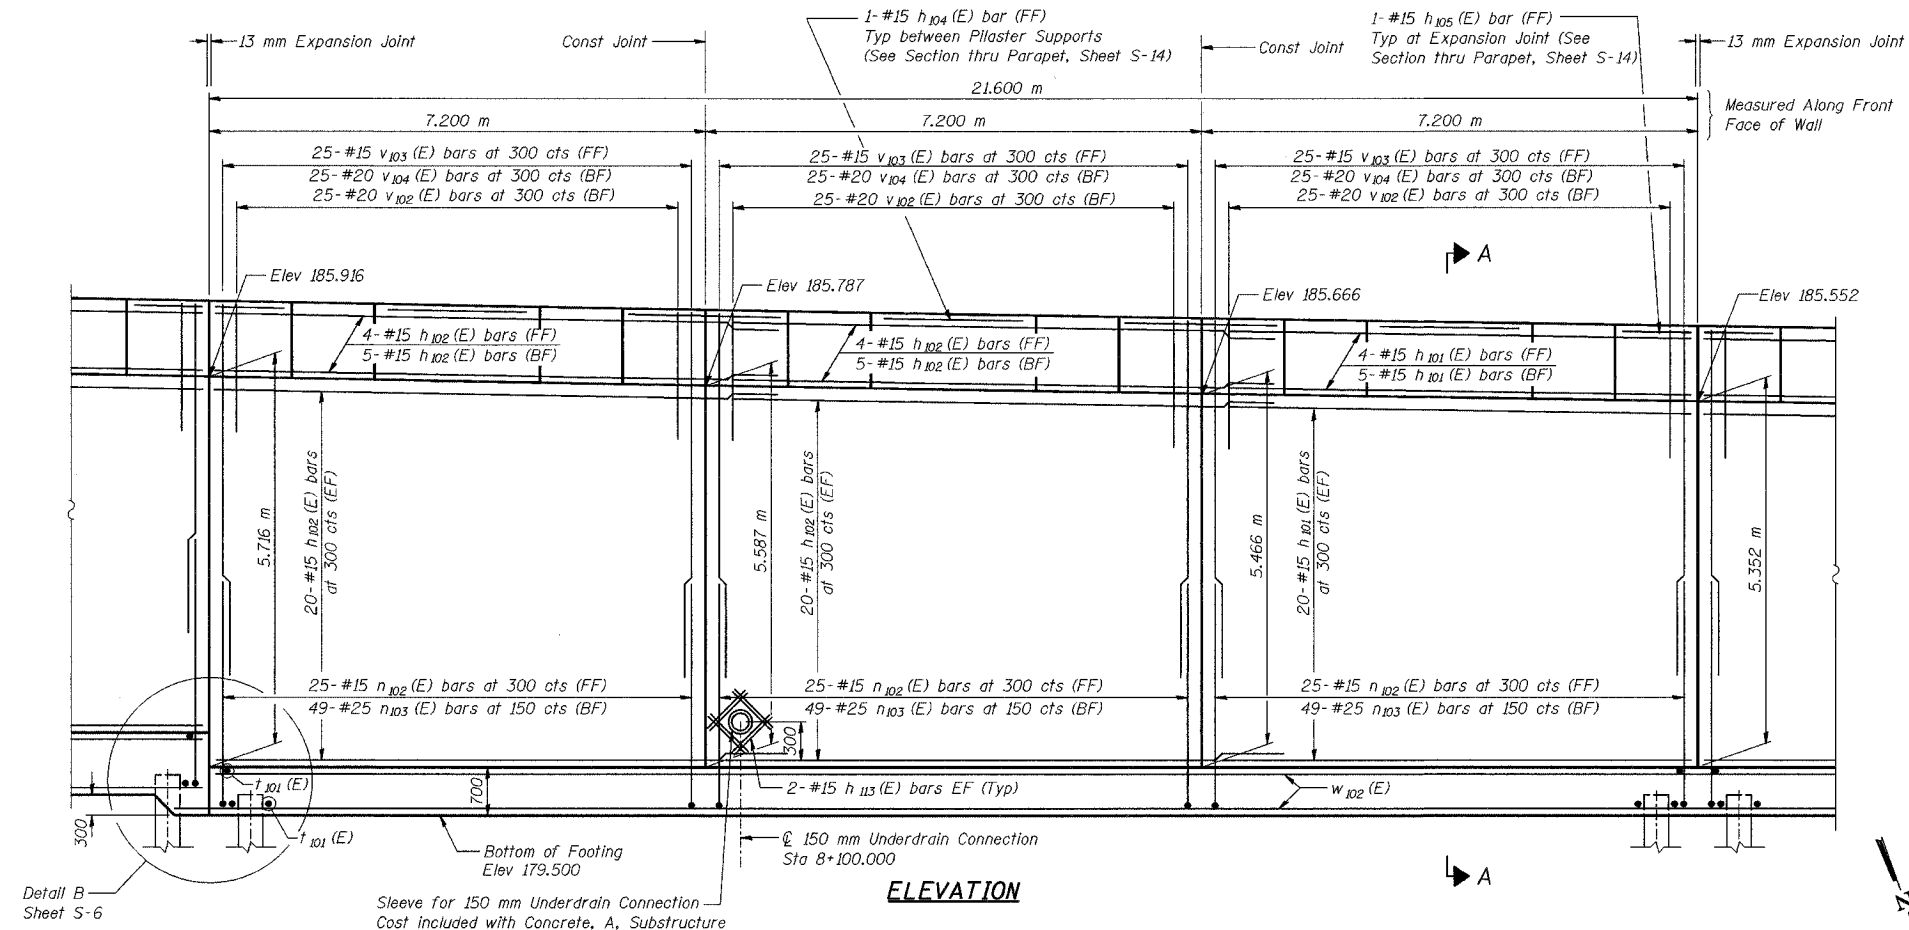 13 mm Expansion Joint
Const Joint
1- #15 h104 (E) bar (FF)
Typ between Pilaster Supports
(See Section thru Parapet, Sheet S-14)
Const Joint
1- #15 h105 (E) bar (FF)
Typ at Expansion Joint (See
Section thru Parapet, Sheet S-14)
13 mm Expansion Joint
21.600 m
Measured Along Front
Face of Wall
7.200 m
7.200 m
7.200 m
25- #15 v103 (E) bars at 300 cts (FF)
25- #20 v104 (E) bars at 300 cts (BF)
25- #20 v102 (E) bars at 300 cts (BF)
25- #15 v103 (E) bars at 300 cts (FF)
25- #20 v104 (E) bars at 300 cts (BF)
25- #20 v102 (E) bars at 300 cts (BF)
25- #15 v103 (E) bars at 300 cts (FF)
25- #20 v104 (E) bars at 300 cts (BF)
25- #20 v102 (E) bars at 300 cts (BF)
A
Elev 185.916
Elev 185.787
Elev 185.666
Elev 185.552
4- #15 h102 (E) bars (FF)
5- #15 h102 (E) bars (BF)
4- #15 h102 (E) bars (FF)
5- #15 h102 (E) bars (BF)
4- #15 h101 (E) bars (FF)
5- #15 h101 (E) bars (BF)
5.716 m
20- #15 h102 (E) bars
at 300 cts (EF)
5.587 m
20- #15 h102 (E) bars
at 300 cts (EF)
5.466 m
20- #15 h101 (E) bars
at 300 cts (EF)
5.352 m
25- #15 n102 (E) bars at 300 cts (FF)
49- #25 n103 (E) bars at 150 cts (BF)
25- #15 n102 (E) bars at 300 cts (FF)
49- #25 n103 (E) bars at 150 cts (BF)
25- #15 n102 (E) bars at 300 cts (FF)
49- #25 n103 (E) bars at 150 cts (BF)
300
t101 (E)
700
2- #15 h113 (E) bars EF (Typ)
w102 (E)
300
t101 (E)
Bottom of Footing
Elev 179.500
℄ 150 mm Underdrain Connection
Sta 8+100.000
A
Detail B
Sheet S-6
Sleeve for 150 mm Underdrain Connection
Cost included with Concrete, A, Substructure
ELEVATION